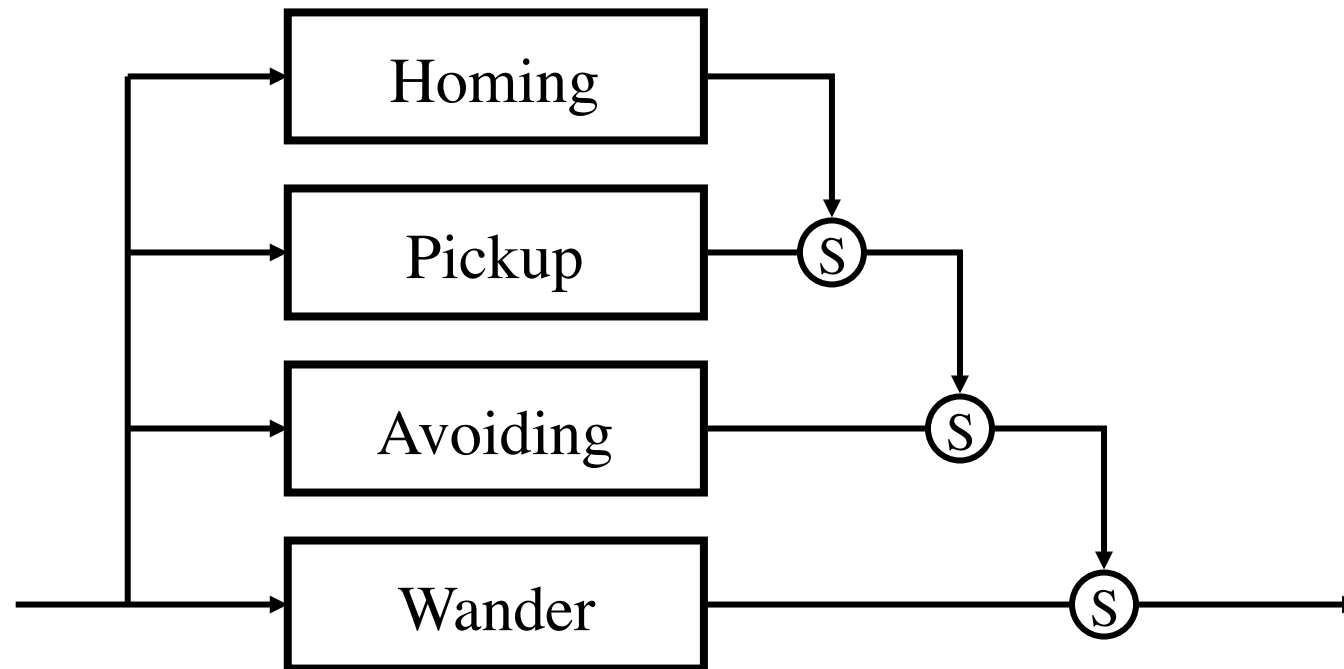 Homing
Pickup
S
Avoiding
S
Wander
S